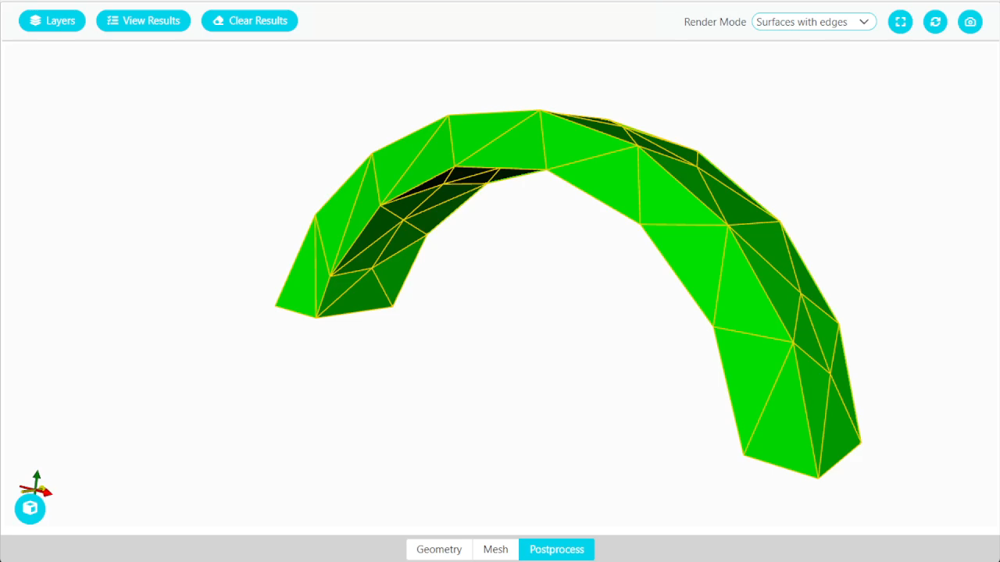 Layers View Results Clear Results Render Mode Surfaces with edges
Geometry Mesh Postprocess